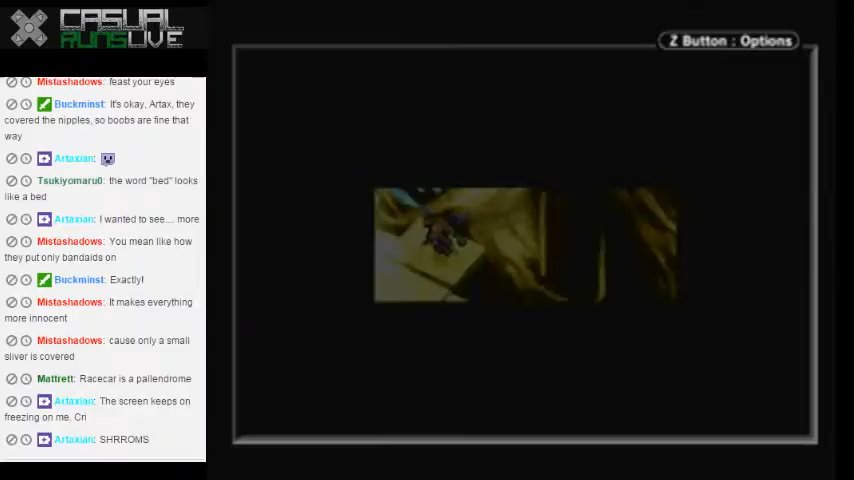 CASUAL
RUNSLIVE
Z Button : Options
Mistashadows: feast your eyes
Buckminst: It's okay, Artax, they
covered the nipples, so boobs are fine that
way
Artaxian:
Tsukiyomaru0: the word "bed" looks
like a bed
Artaxian: I wanted to see.... more
Mistashadows: You mean like how
they put only bandaids on
Buckminst: Exactly!
Mistashadows: It makes everything
more innocent
Mistashadows: cause only a small
sliver is covered
Mattrett: Racecar is a pallendrome
Artaxian: The screen keeps on
freezing on me. Cri
Artaxian: SHRROMS